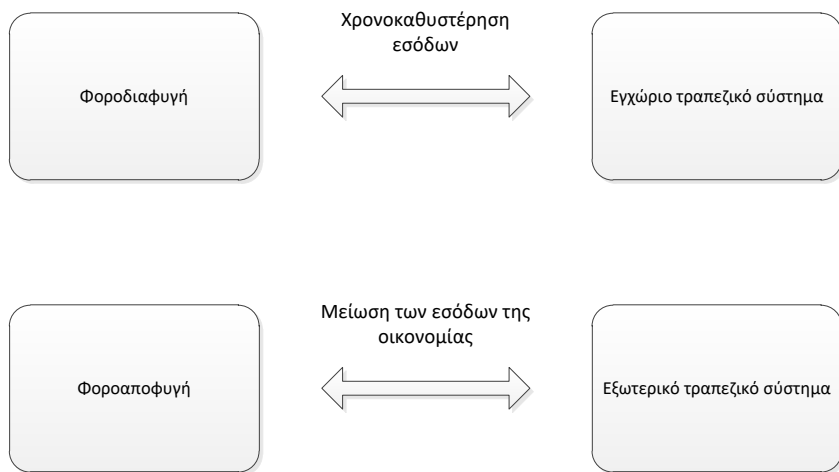 Χρονοκαθυστέρηση
εσόδων
Φοροδιαφυγή
Εγχώριο τραπεζικό σύστημα
Μείωση των εσόδων της
οικονομίας
Φοροαποφυγή
Εξωτερικό τραπεζικό σύστημα